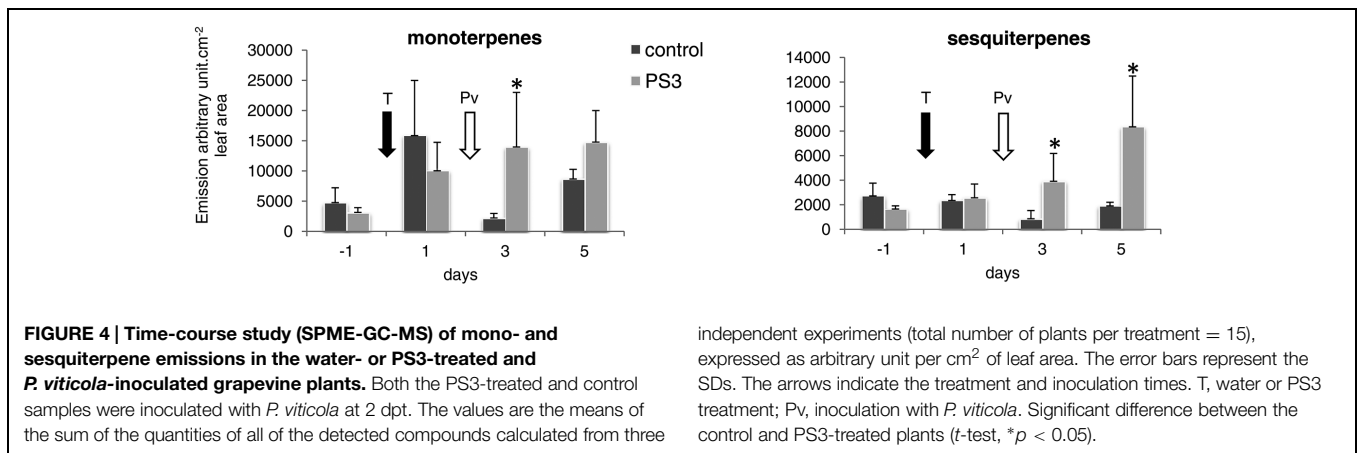 monoterpenes
Emission arbitrary unit.cm-2
leaf area
30000
25000
20000
15000
10000
5000
0
T
Pv
*
control
PS3
-1 1 3 5
days
sesquiterpenes
14000
12000
10000
8000
6000
4000
2000
0
T
Pv
*
*
-1 1 3 5
days
FIGURE 4 | Time-course study (SPME-GC-MS) of mono- and
sesquiterpene emissions in the water- or PS3-treated and
P. viticola-inoculated grapevine plants. Both the PS3-treated and control
samples were inoculated with P. viticola at 2 dpt. The values are the means of
the sum of the quantities of all of the detected compounds calculated from three
independent experiments (total number of plants per treatment = 15),
expressed as arbitrary unit per cm2 of leaf area. The error bars represent the
SDs. The arrows indicate the treatment and inoculation times. T, water or PS3
treatment; Pv, inoculation with P. viticola. Significant difference between the
control and PS3-treated plants (t-test, *p < 0.05).